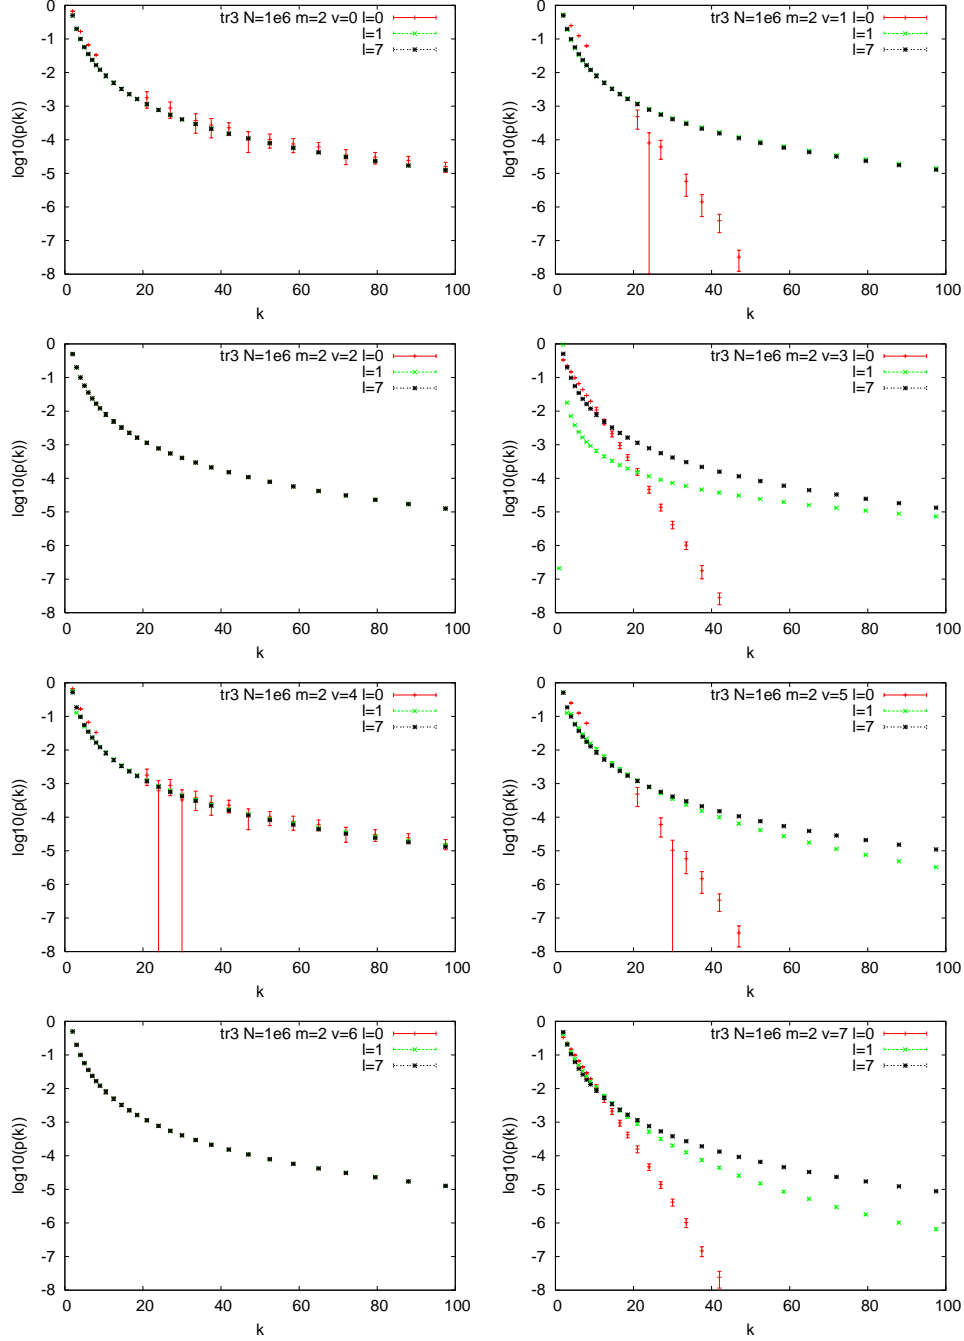 tr3 N=1e6 m=2 v=0 l=0
l=1
l=7
log10(p(k))
0
-1
-2
-3
-4
-5
-6
-7
-8
0 20 40 60 80 100
k
tr3 N=1e6 m=2 v=1 l=0
l=1
l=7
log10(p(k))
0
-1
-2
-3
-4
-5
-6
-7
-8
0 20 40 60 80 100
k
tr3 N=1e6 m=2 v=2 l=0
l=1
l=7
log10(p(k))
0
-1
-2
-3
-4
-5
-6
-7
-8
0 20 40 60 80 100
k
tr3 N=1e6 m=2 v=3 l=0
l=1
l=7
log10(p(k))
0
-1
-2
-3
-4
-5
-6
-7
-8
0 20 40 60 80 100
k
tr3 N=1e6 m=2 v=4 l=0
l=1
l=7
log10(p(k))
0
-1
-2
-3
-4
-5
-6
-7
-8
0 20 40 60 80 100
k
tr3 N=1e6 m=2 v=5 l=0
l=1
l=7
log10(p(k))
0
-1
-2
-3
-4
-5
-6
-7
-8
0 20 40 60 80 100
k
tr3 N=1e6 m=2 v=6 l=0
l=1
l=7
log10(p(k))
0
-1
-2
-3
-4
-5
-6
-7
-8
0 20 40 60 80 100
k
tr3 N=1e6 m=2 v=7 l=0
l=1
l=7
log10(p(k))
0
-1
-2
-3
-4
-5
-6
-7
-8
0 20 40 60 80 100
k